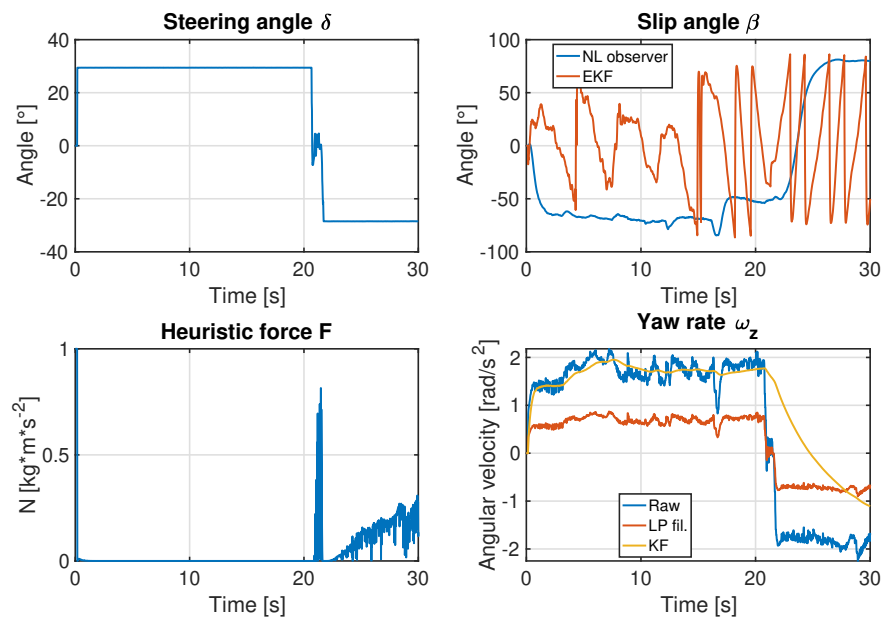 Steering angle δ
40
20
0
-20
-40
Angle [°]
0
10
20
30
Time [s]
Slip angle β
100
50
0
-50
-100
Angle [°]
NL observer
EKF
0
10
20
30
Time [s]
Heuristic force F
1
0.5
0
N [kg*m*s⁻²]
0
10
20
30
Time [s]
Yaw rate ω_z
2
1
0
-1
-2
Angular velocity [rad/s²]
Raw
LP fil.
KF
0
10
20
30
Time [s]